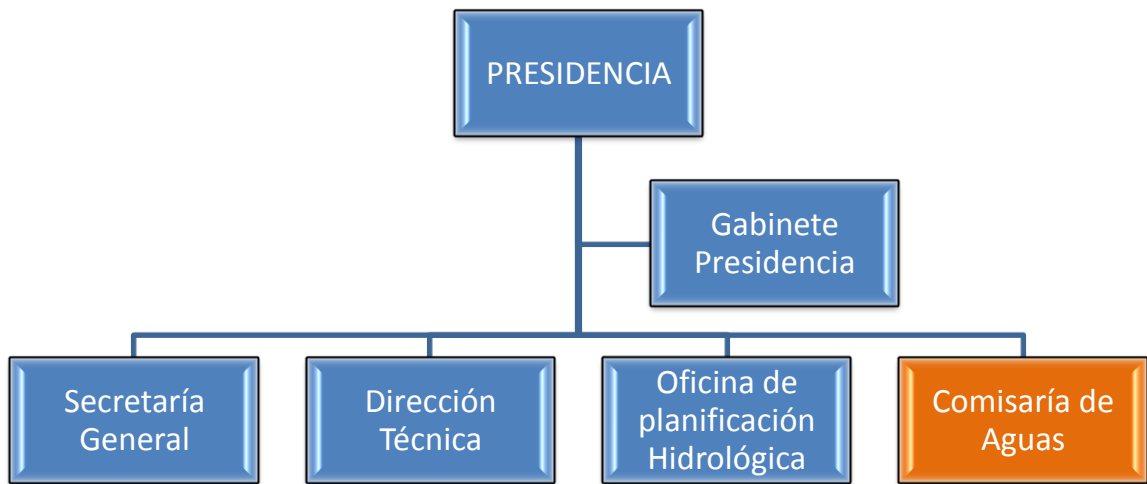 PRESIDENCIA
Gabinete
Presidencia
Secretaría
General
Dirección
Técnica
Oficina de
planificación
Hidrológica
Comisaría de
Aguas